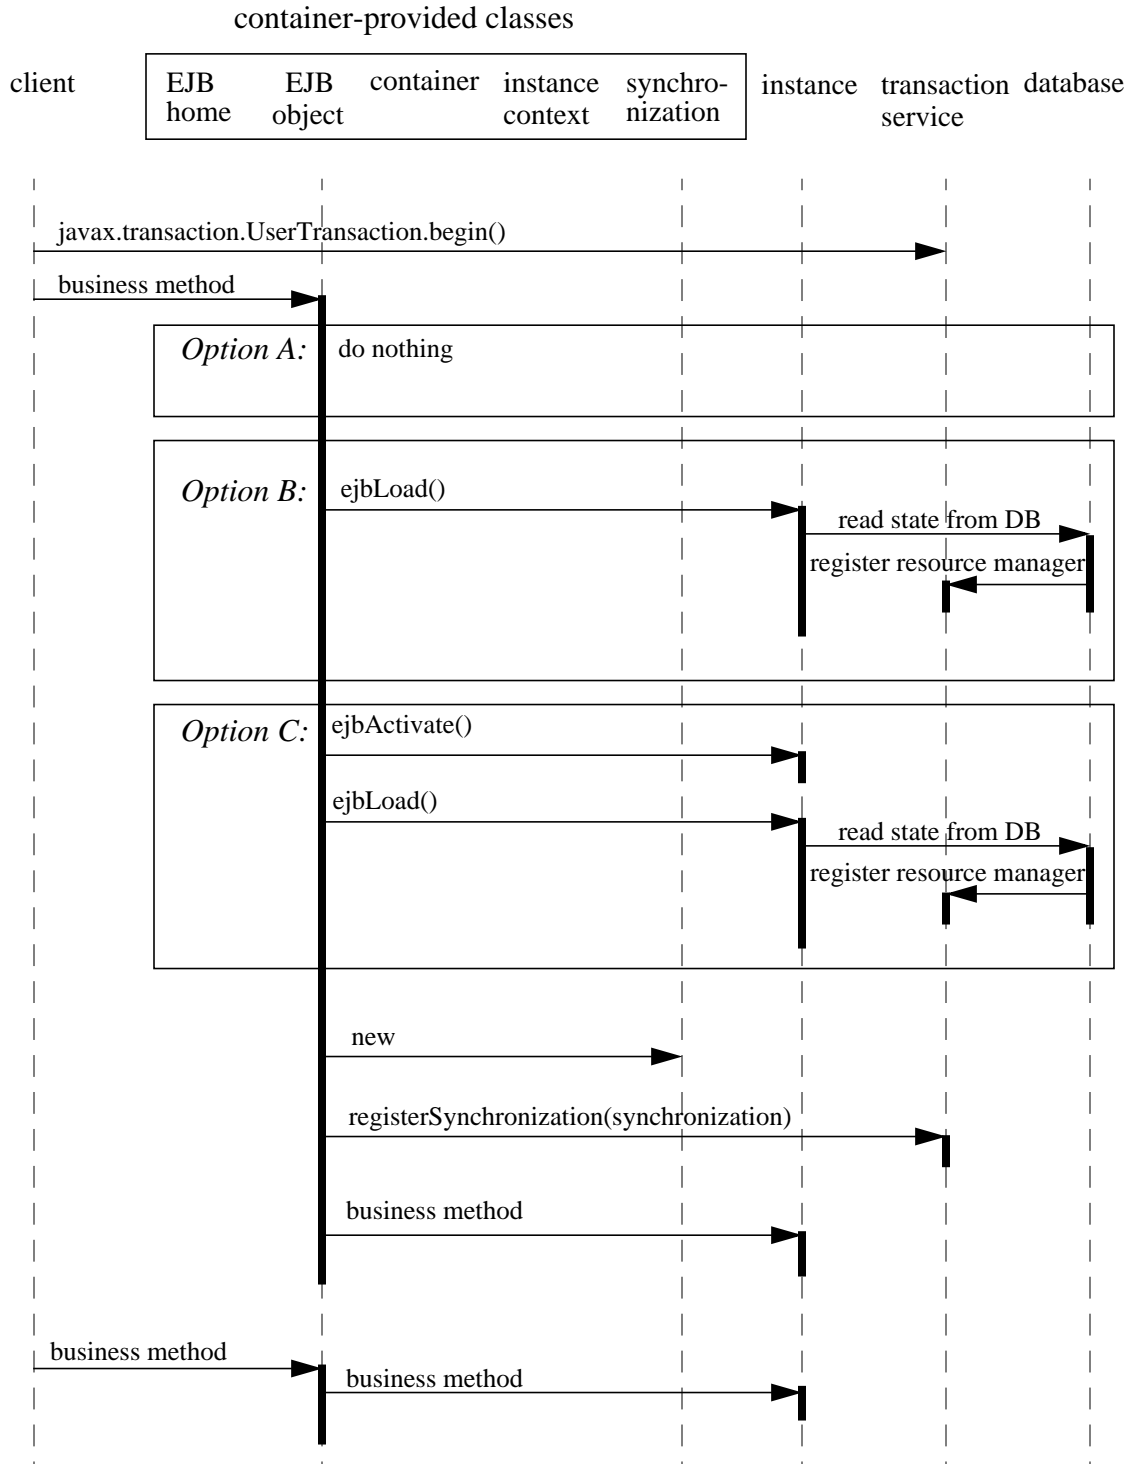 container-provided classes
client
EJB
home
EJB
object
container
instance
context
synchro-
nization
instance
transaction
service
database
javax.transaction.UserTransaction.begin()
business method
Option A:
do nothing
Option B:
ejbLoad()
read state from DB
register resource manager
Option C:
ejbActivate()
ejbLoad()
read state from DB
register resource manager
new
registerSynchronization(synchronization)
business method
business method
business method